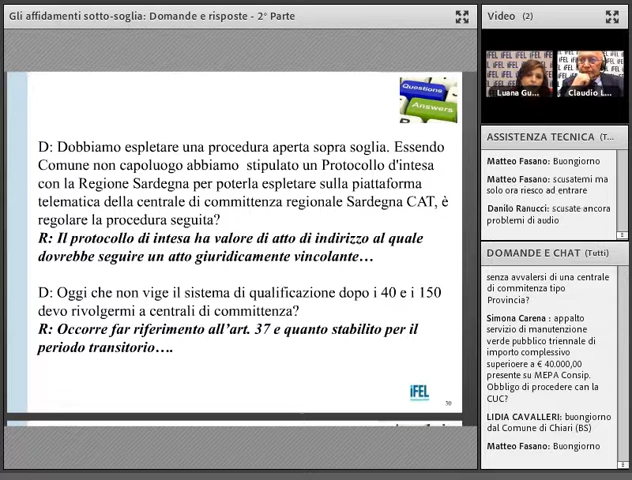 Gli affidamenti sotto-soglia: Domande e risposte - 2° Parte
Questions
Answers
D: Dobbiamo espletare una procedura aperta sopra soglia. Essendo
Comune non capoluogo abbiamo stipulato un Protocollo d'intesa
con la Regione Sardegna per poterla espletare sulla piattaforma
telematica della centrale di committenza regionale Sardegna CAT, è
regolare la procedura seguita?
R: Il protocollo di intesa ha valore di atto di indirizzo al quale
dovrebbe seguire un atto giuridicamente vincolante…
D: Oggi che non vige il sistema di qualificazione dopo i 40 e i 150
devo rivolgermi a centrali di committenza?
R: Occorre far riferimento all’art. 37 e quanto stabilito per il
periodo transitorio….
iFEL
Video (2)
Luana Gu...
Claudio L...
ASSISTENZA TECNICA (T...
Matteo Fasano: Buongiorno
Matteo Fasano: scusatemi ma
solo ora riesco ad entrare
Danilo Ranucci: scusate ancora
problemi di audio
DOMANDE E CHAT (Tutti)
senza avvalersi di una centrale
di commitenza tipo
Provincia?
Simona Carena : appalto
servizio di manutenzione
verde pubblico triennale di
importo complessivo
superioere a € 40.000,00
presente su MEPA Consip.
Obbligo di procedere can la
CUC?
LIDIA CAVALLERI: buongiorno
dal Comune di Chiari (BS)
Matteo Fasano: Buongiorno